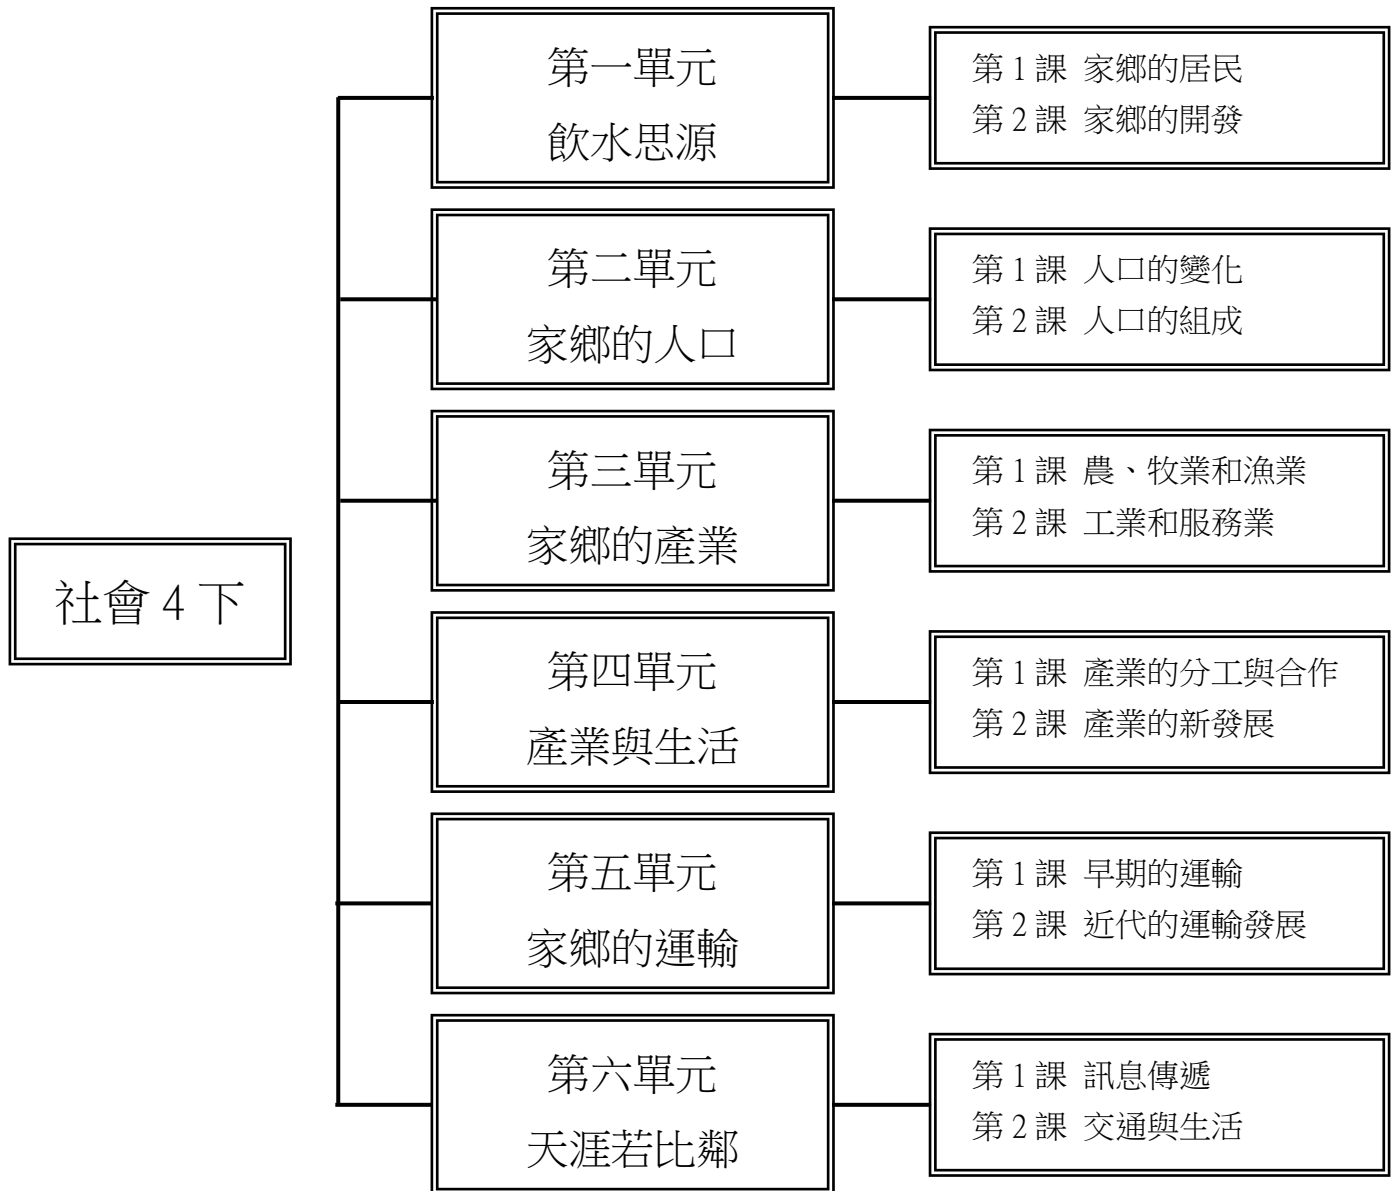 社會4下
第一單元
飲水思源
第1課 家鄉的居民
第2課 家鄉的開發
第二單元
家鄉的人口
第1課 人口的變化
第2課 人口的組成
第三單元
家鄉的產業
第1課 農、牧業和漁業
第2課 工業和服務業
第四單元
產業與生活
第1課 產業的分工與合作
第2課 產業的新發展
第五單元
家鄉的運輸
第1課 早期的運輸
第2課 近代的運輸發展
第六單元
天涯若比鄰
第1課 訊息傳遞
第2課 交通與生活